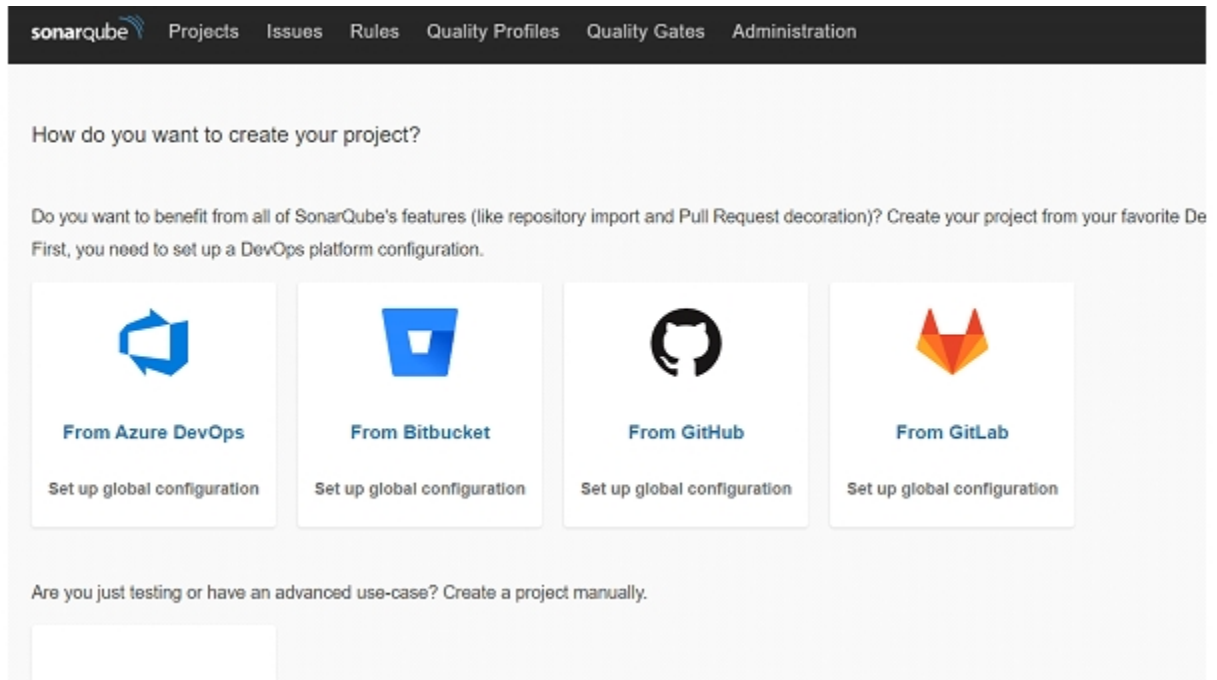 sonarqube Projects Issues Rules Quality Profiles Quality Gates Administration
How do you want to create your project?
Do you want to benefit from all of SonarQube's features (like repository import and Pull Request decoration)? Create your project from your favorite De
First, you need to set up a DevOps platform configuration.
From Azure DevOps From Bitbucket From GitHub From GitLab
Set up global configuration Set up global configuration Set up global configuration Set up global configuration
Are you just testing or have an advanced use-case? Create a project manually.